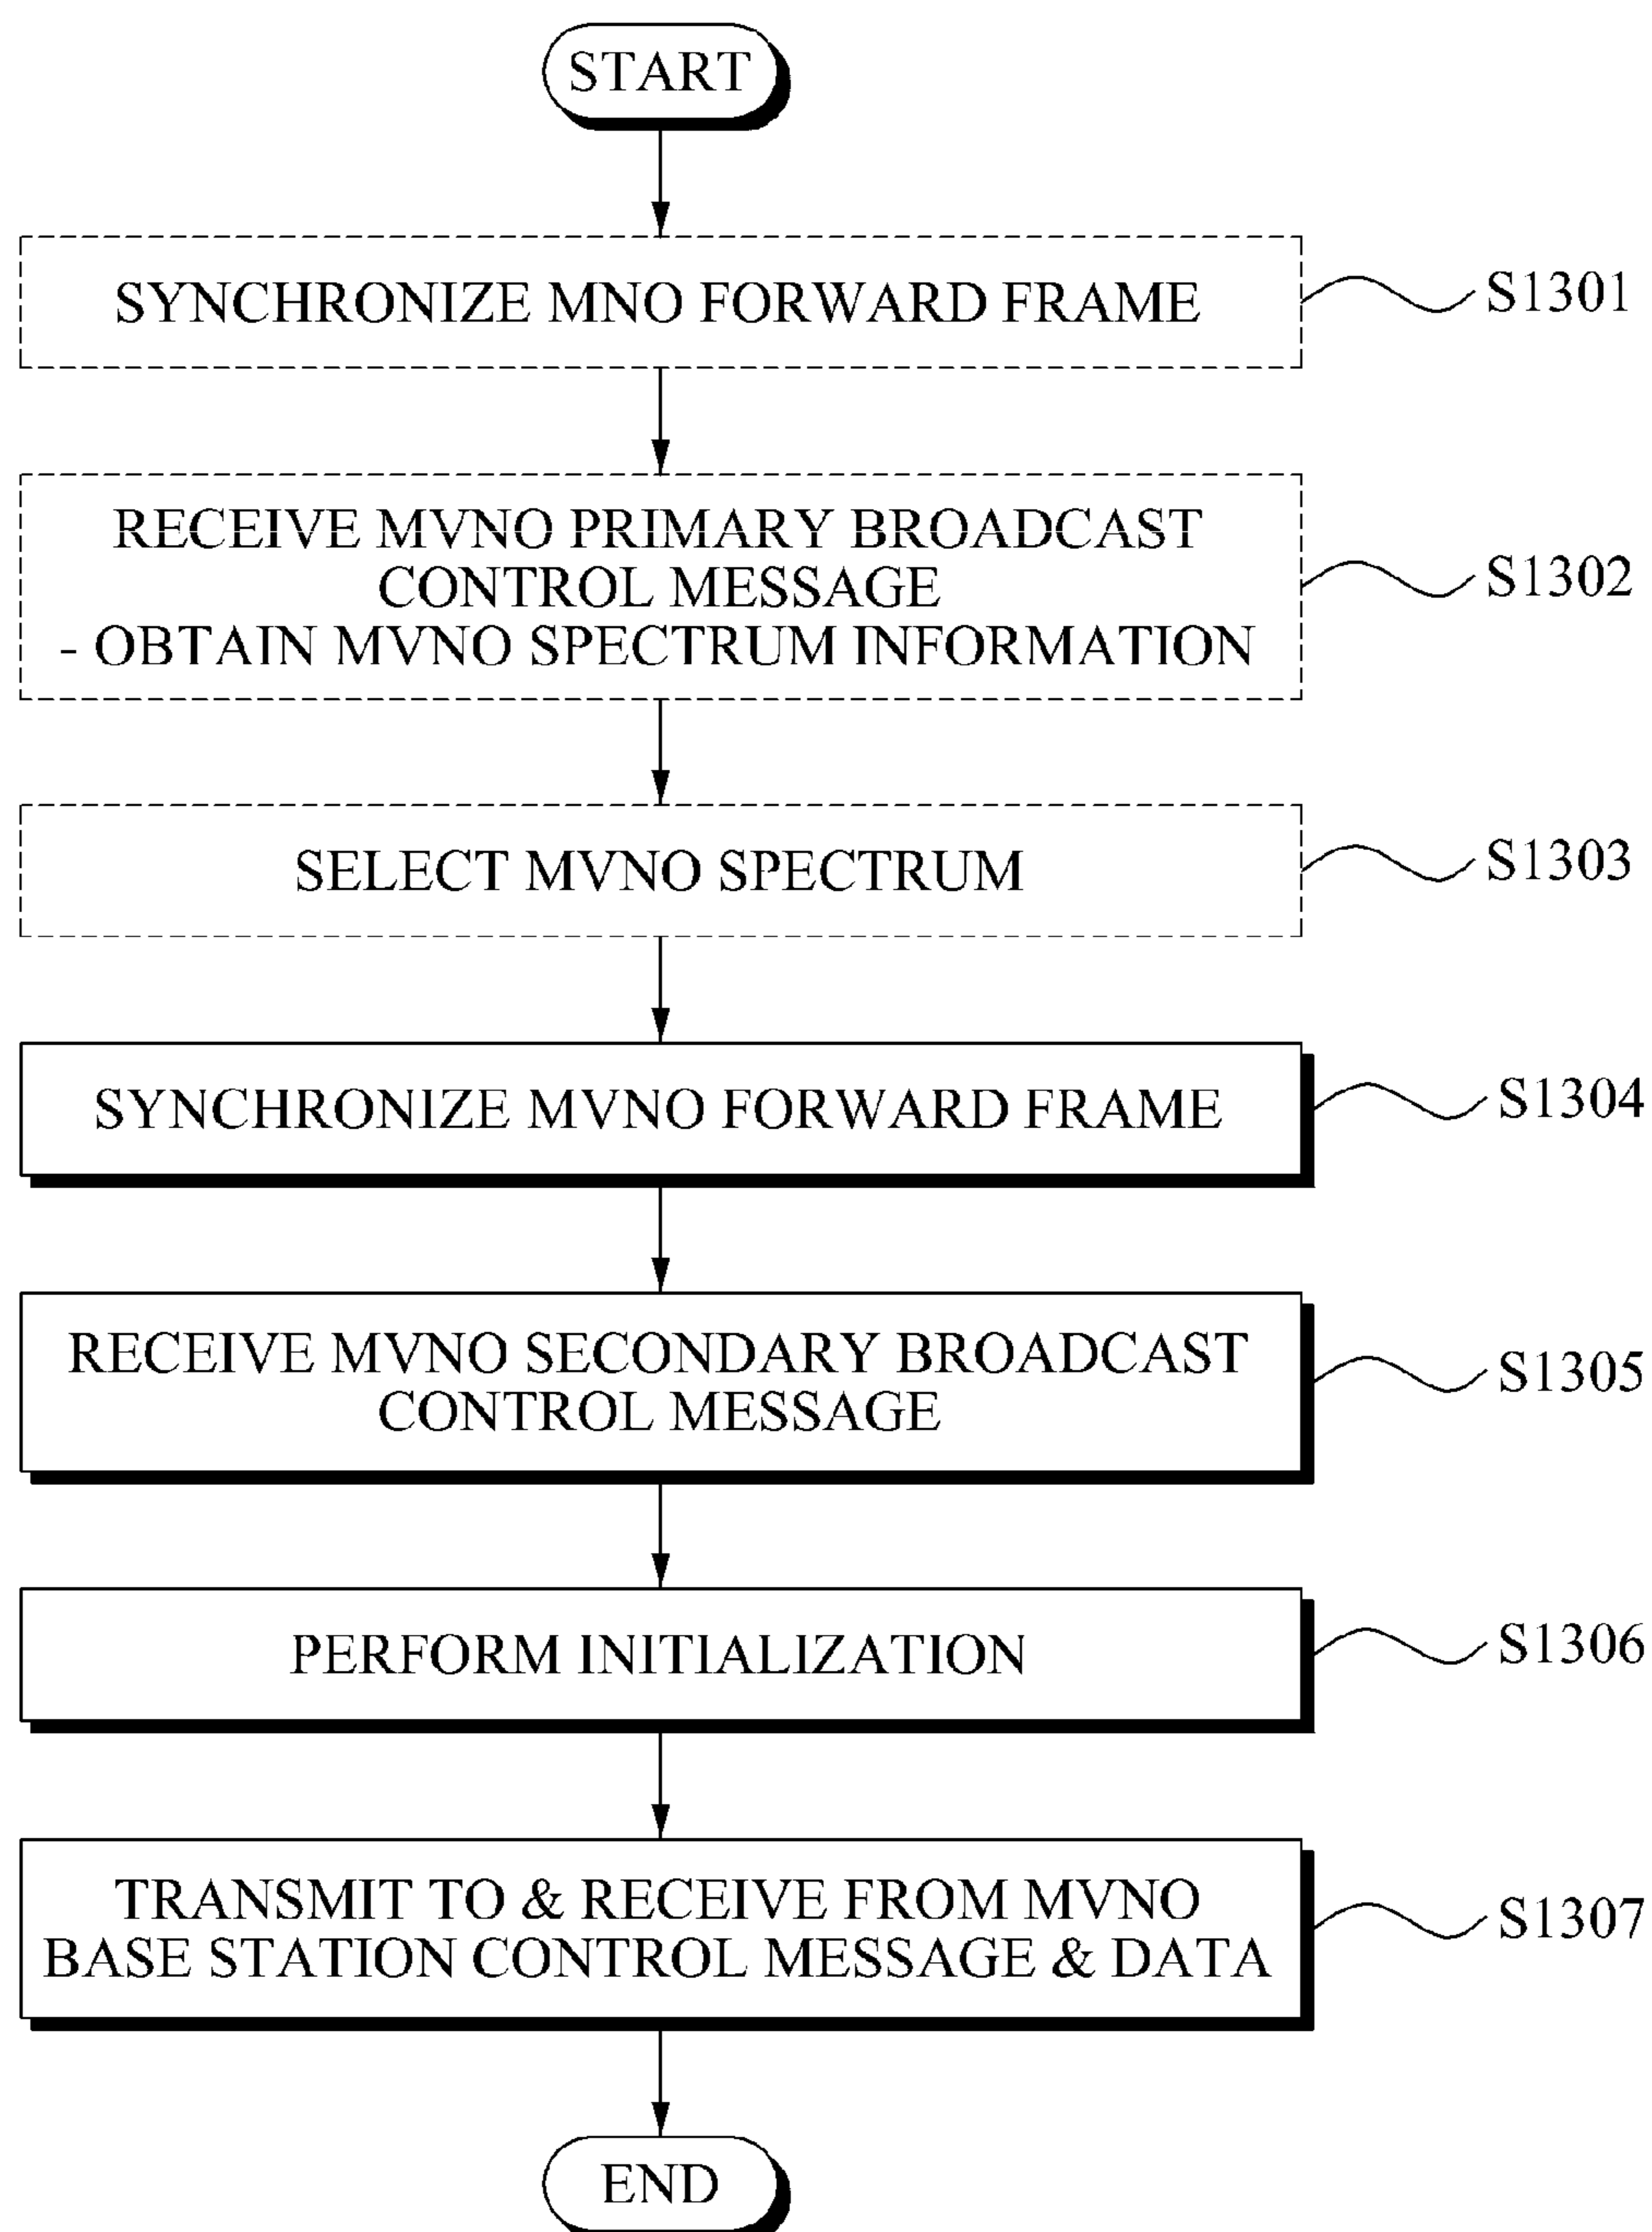 START
SYNCHRONIZE MNO FORWARD FRAME
S1301
RECEIVE MVNO PRIMARY BROADCAST
CONTROL MESSAGE
- OBTAIN MVNO SPECTRUM INFORMATION
S1302
SELECT MVNO SPECTRUM
S1303
SYNCHRONIZE MVNO FORWARD FRAME
S1304
RECEIVE MVNO SECONDARY BROADCAST
CONTROL MESSAGE
S1305
PERFORM INITIALIZATION
S1306
TRANSMIT TO & RECEIVE FROM MVNO
BASE STATION CONTROL MESSAGE & DATA
S1307
END